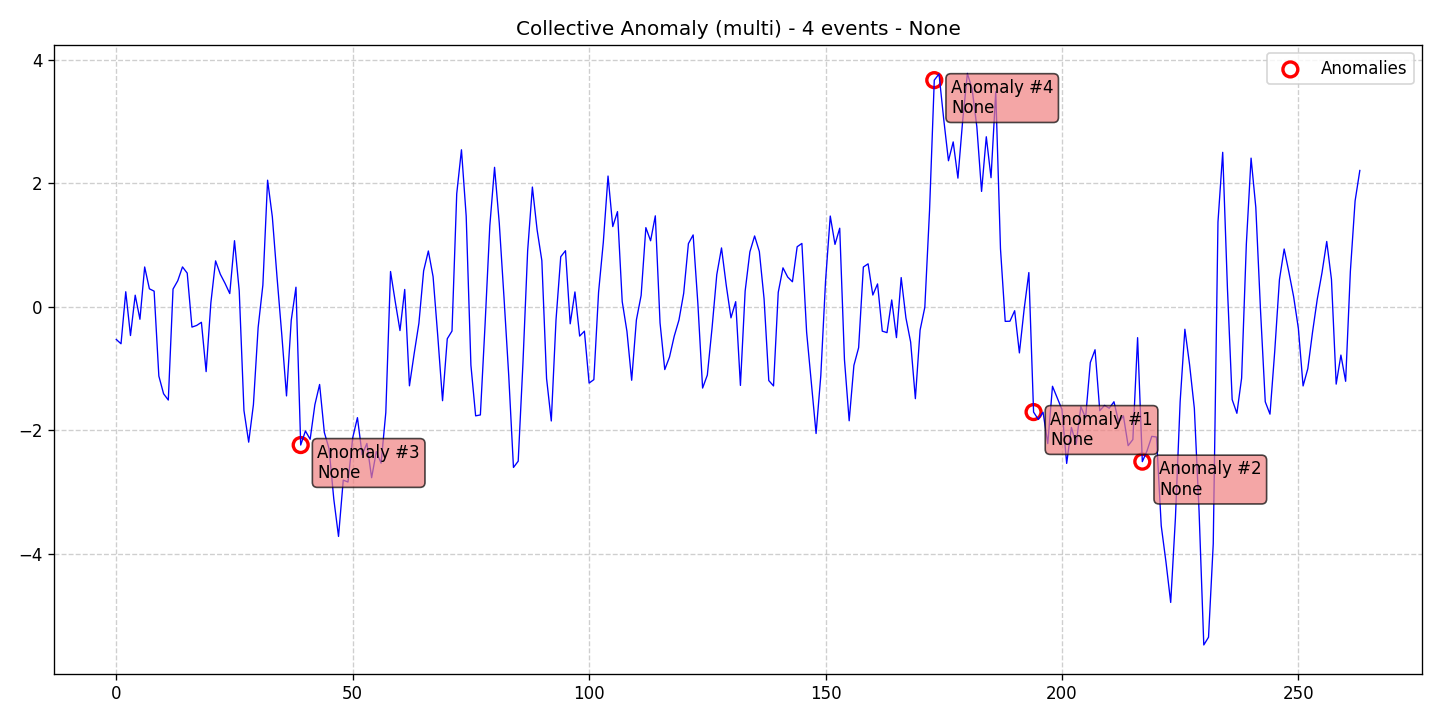 Collective Anomaly (multi) - 4 events - None
Anomalies
4
2
0
−2
−4
Anomaly #4
None
Anomaly #1
None
Anomaly #3
None
Anomaly #2
None
0
50
100
150
200
250